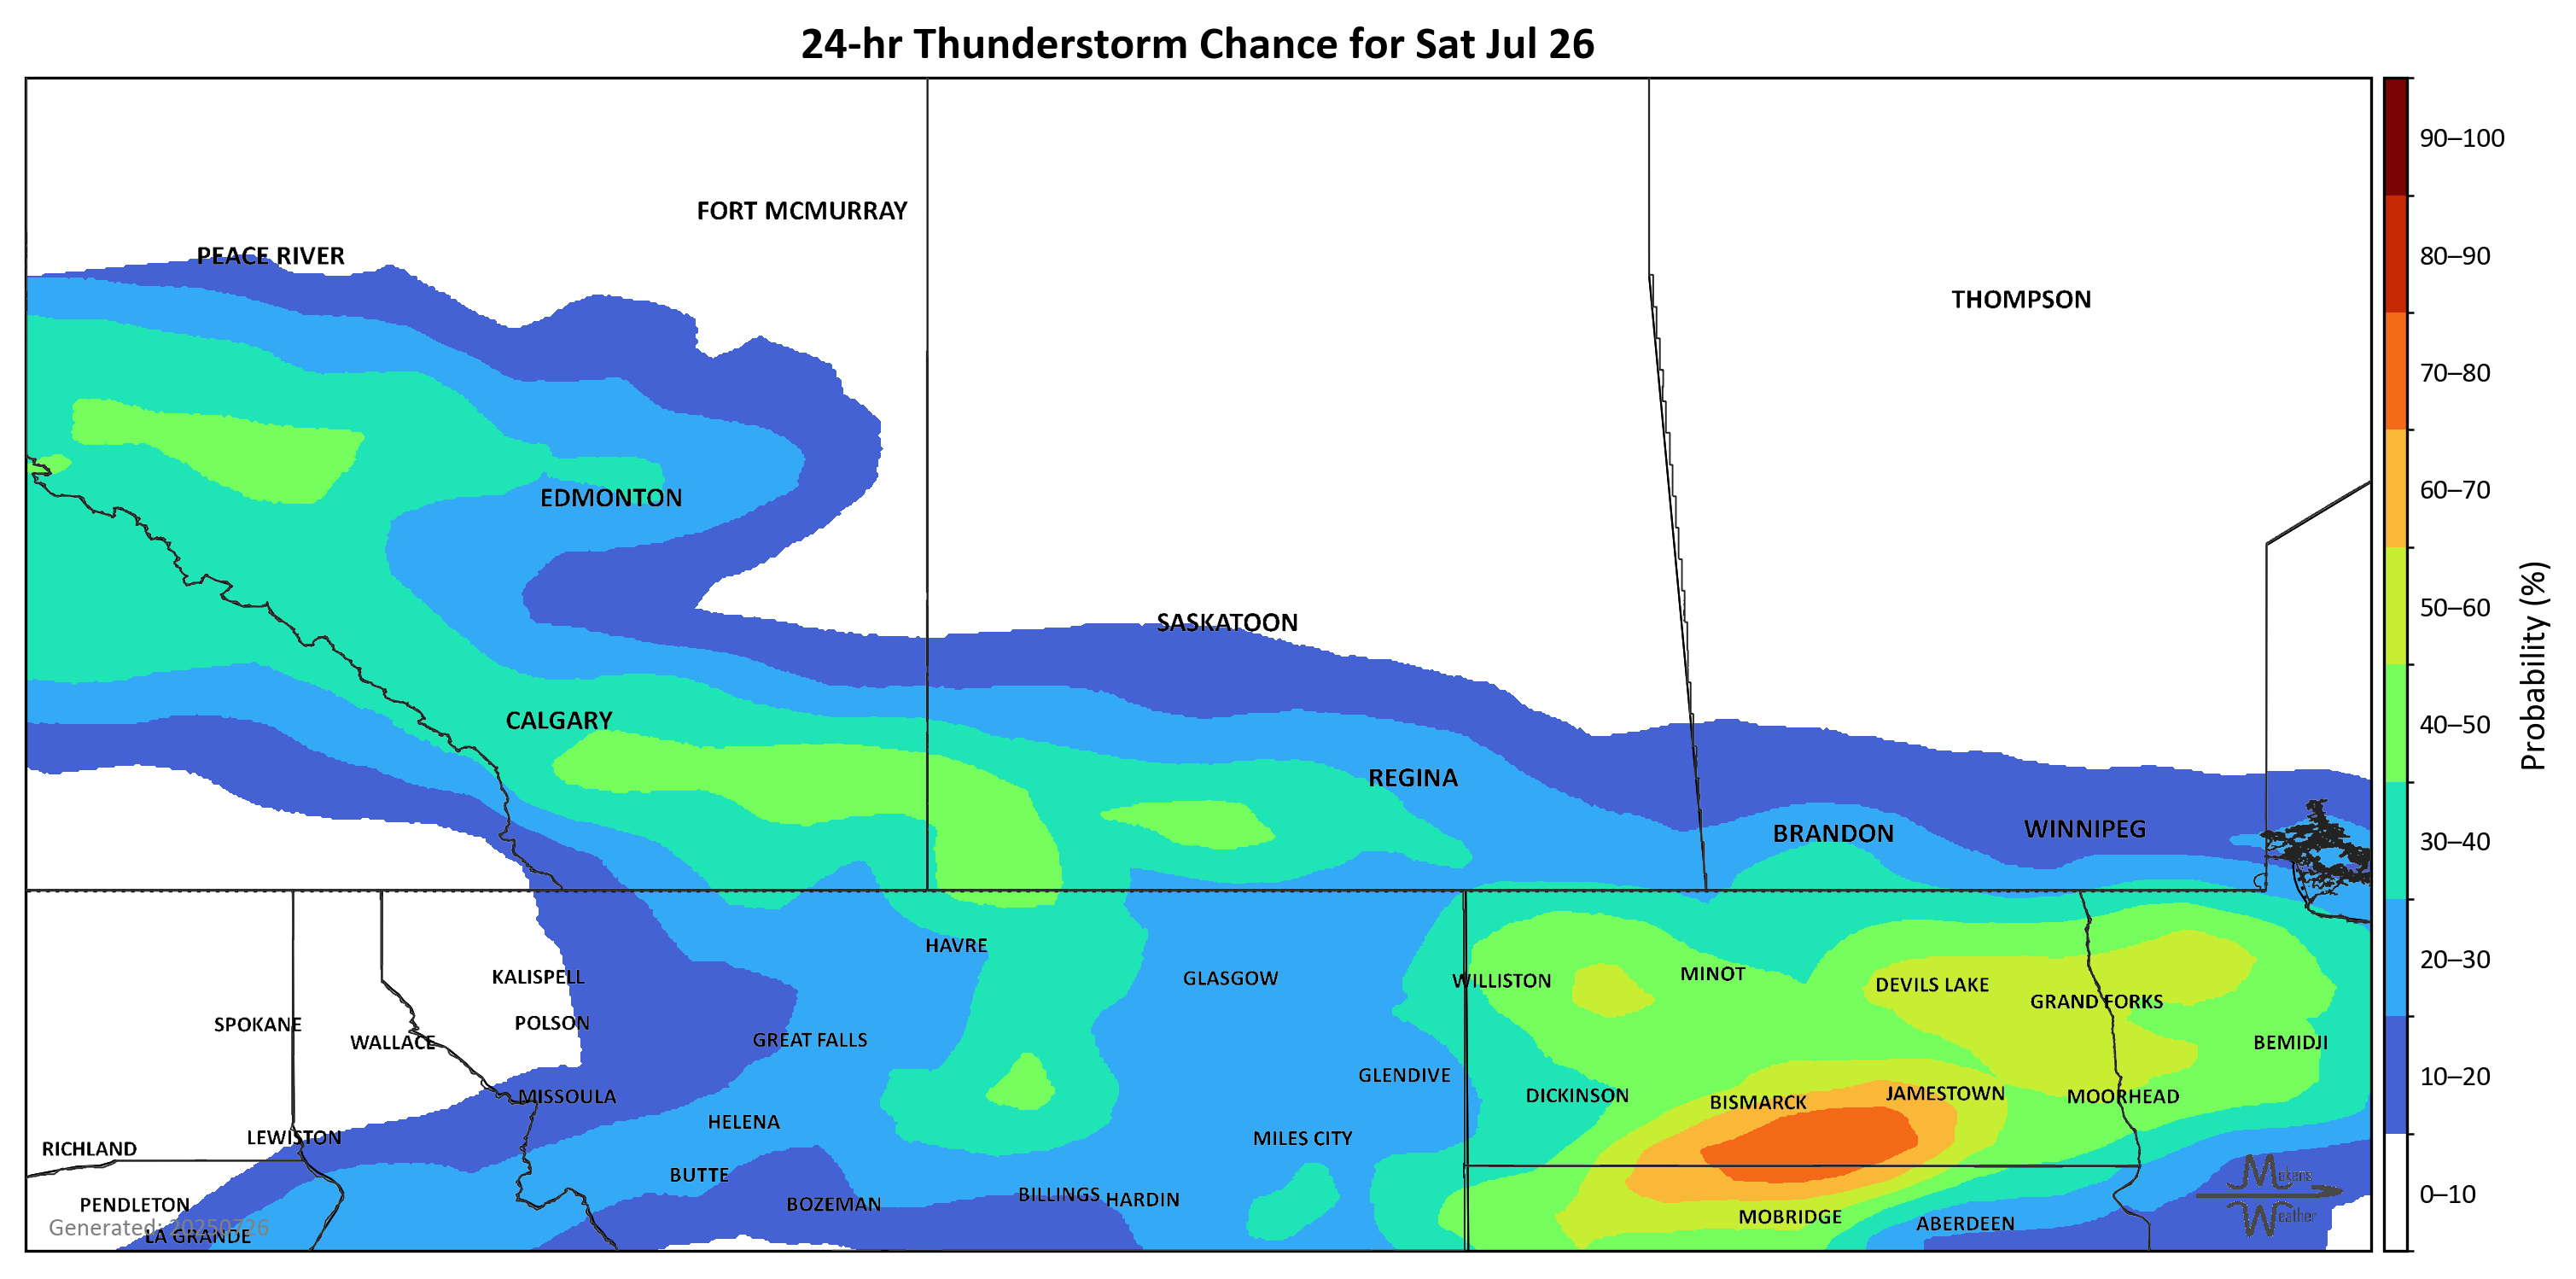 24-hr Thunderstorm Chance for Sat Jul 26
90–100
FORT MCMURRAY
PEACE RIVER
80–90
THOMPSON
70–80
EDMONTON
60–70
SASKATOON
50–60
CALGARY
40–50
Probability (%)
REGINA
BRANDON
WINNIPEG
30–40
HAVRE
KALISPELL
GLASGOW
WILLISTON
MINOT
DEVILS LAKE
20–30
GRAND FORKS
SPOKANE
POLSON
WALLACE
GREAT FALLS
BEMIDJI
GLENDIVE
10–20
MISSOULA
DICKINSON
BISMARCK
JAMESTOWN
MOORHEAD
HELENA
LEWISTON
MILES CITY
RICHLAND
BUTTE
Mekens
0–10
PENDLETON
BOZEMAN
BILLINGS
HARDIN
MOBRIDGE
ABERDEEN
Weather
Generated: 20250726
LA GRANDE